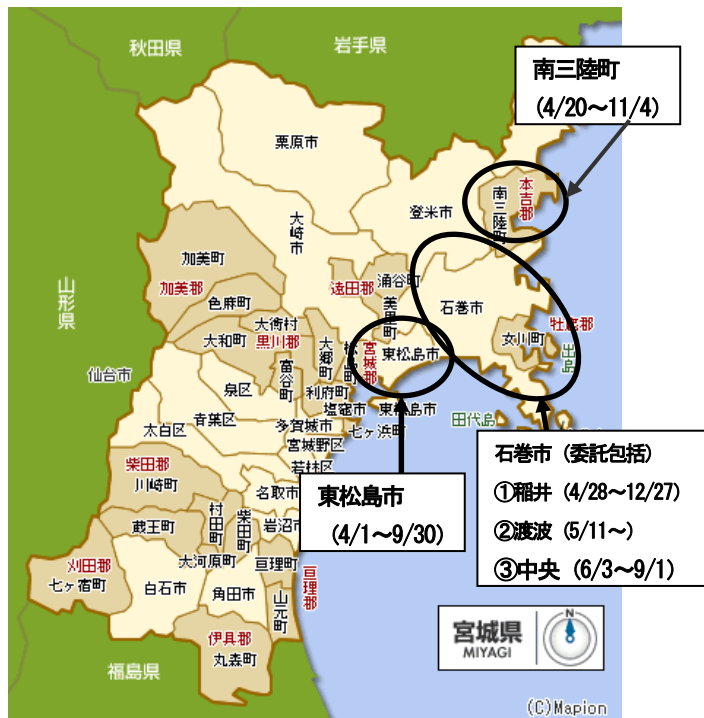 秋田県
岩手県
南三陸町
(4/20～11/4)
栗原市
本吉郡
南三陸町
登米市
大崎市
加美町
加美郡
遠田郡
涌谷町
美里町
石巻市
山形県
色麻町
大衡村
黒川郡
大和町
大郷町
宮城郡
東松島市
女川町
牡鹿郡
出島
仙台市
富谷町
利府町
泉区
塩竈市
東松島市
田代島
青葉区
多賀城市
七ヶ浜町
太白区
宮城野区
若林区
柴田郡
川崎町
名取市
東松島市
(4/1～9/30)
石巻市（委託包括）
①稲井（4/28～12/27）
②渡波（5/11～）
③中央（6/3～9/1）
村田町
柴田町
岩沼市
蔵王町
大河原町
亘理町
刈田郡
七ヶ宿町
白石市
角田市
亘理郡
山元町
伊具郡
丸森町
福島県
宮城県
MIYAGI
N
(C)Mapion